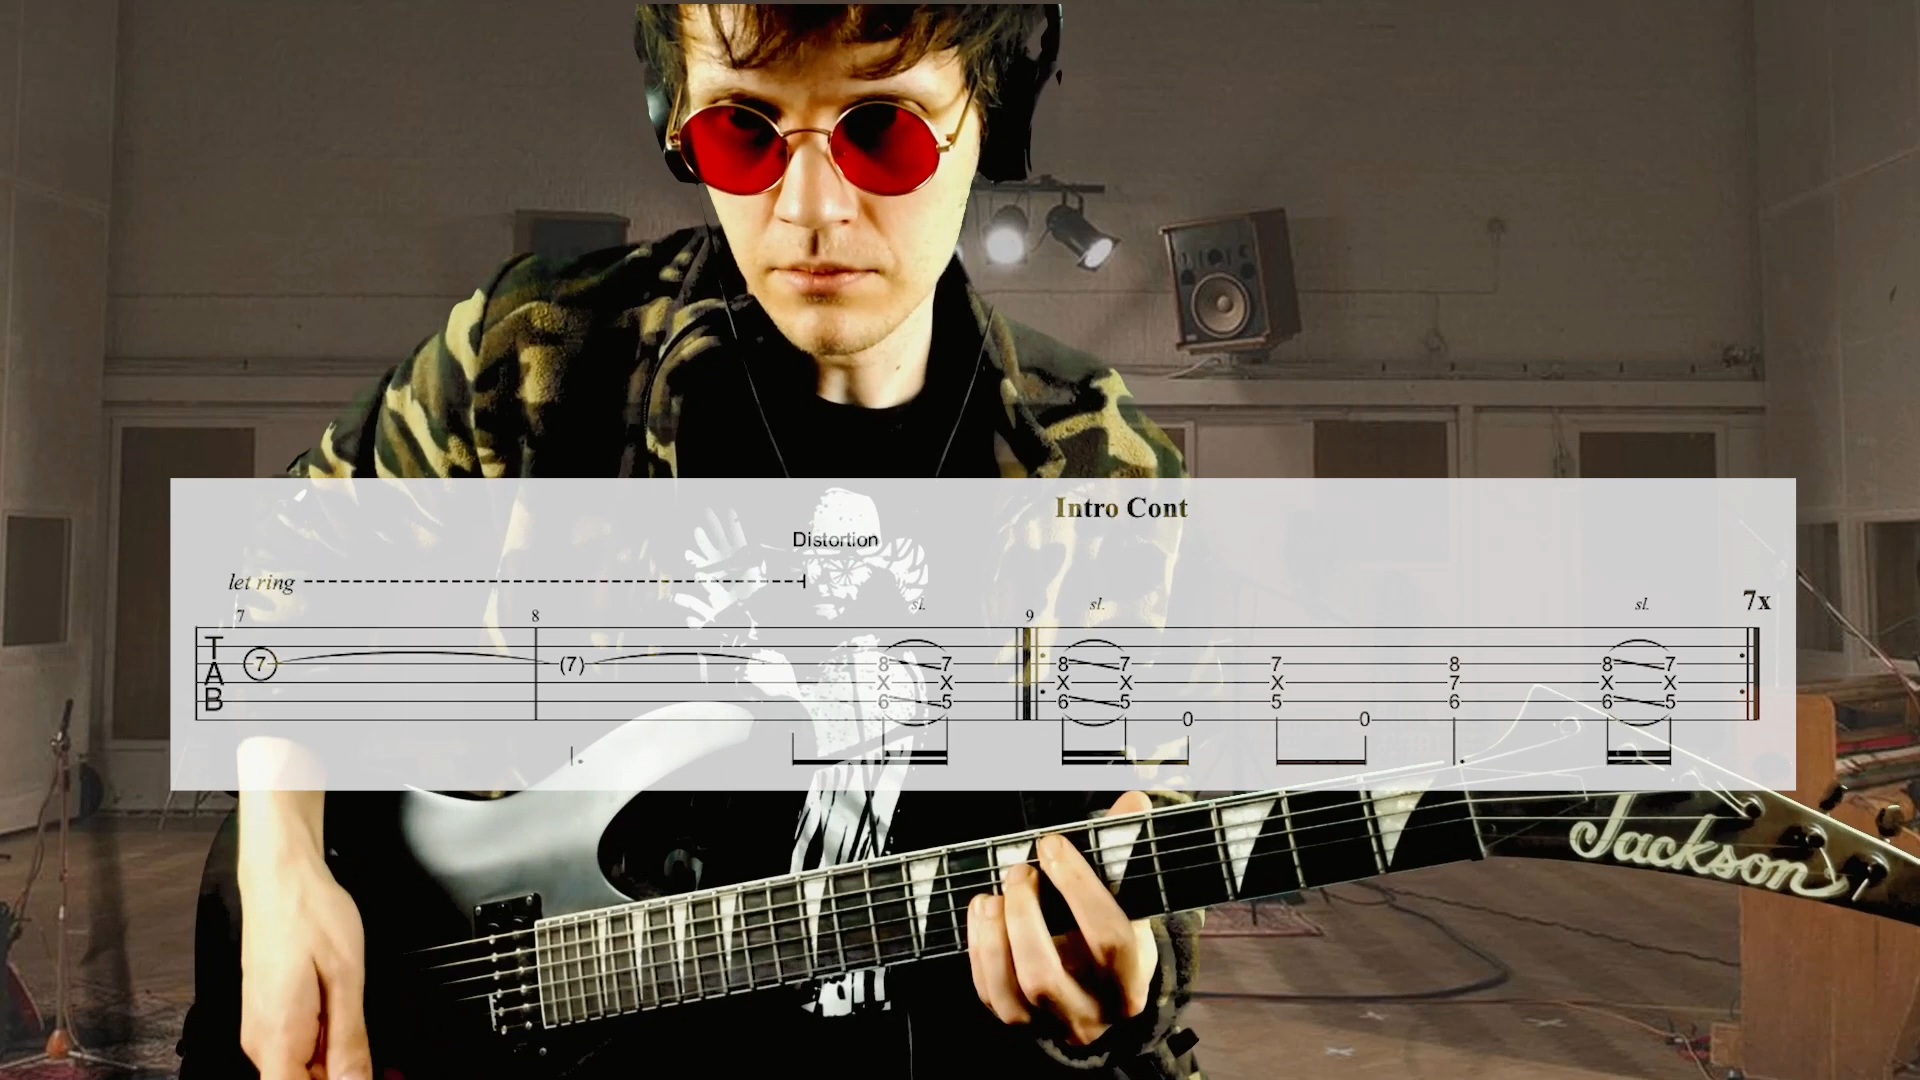 Intro Cont
Distortion
let ring
sl. sl. sl. 7x
7 8 9
T
A
B
7 (7) 8 7 8 7 7 8 8 7
X X X X X 7 X X
6 5 6 5 5 6 6 5
0 0
Jackson